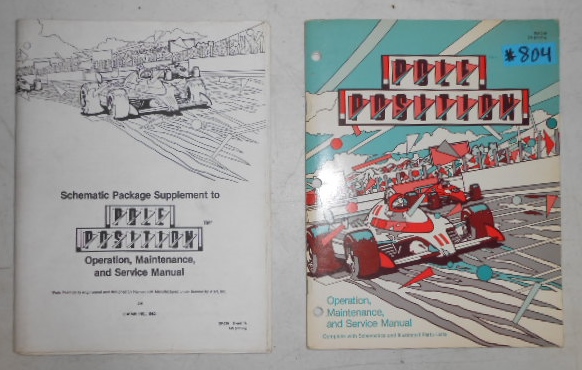 Schematic Package Supplement to
POLE
POSITION
Operation, Maintenance,
and Service Manual
#804
POLE
POSITION
Operation,
Maintenance,
and Service Manual
Complete with Schematics and Illustrated Parts Lists